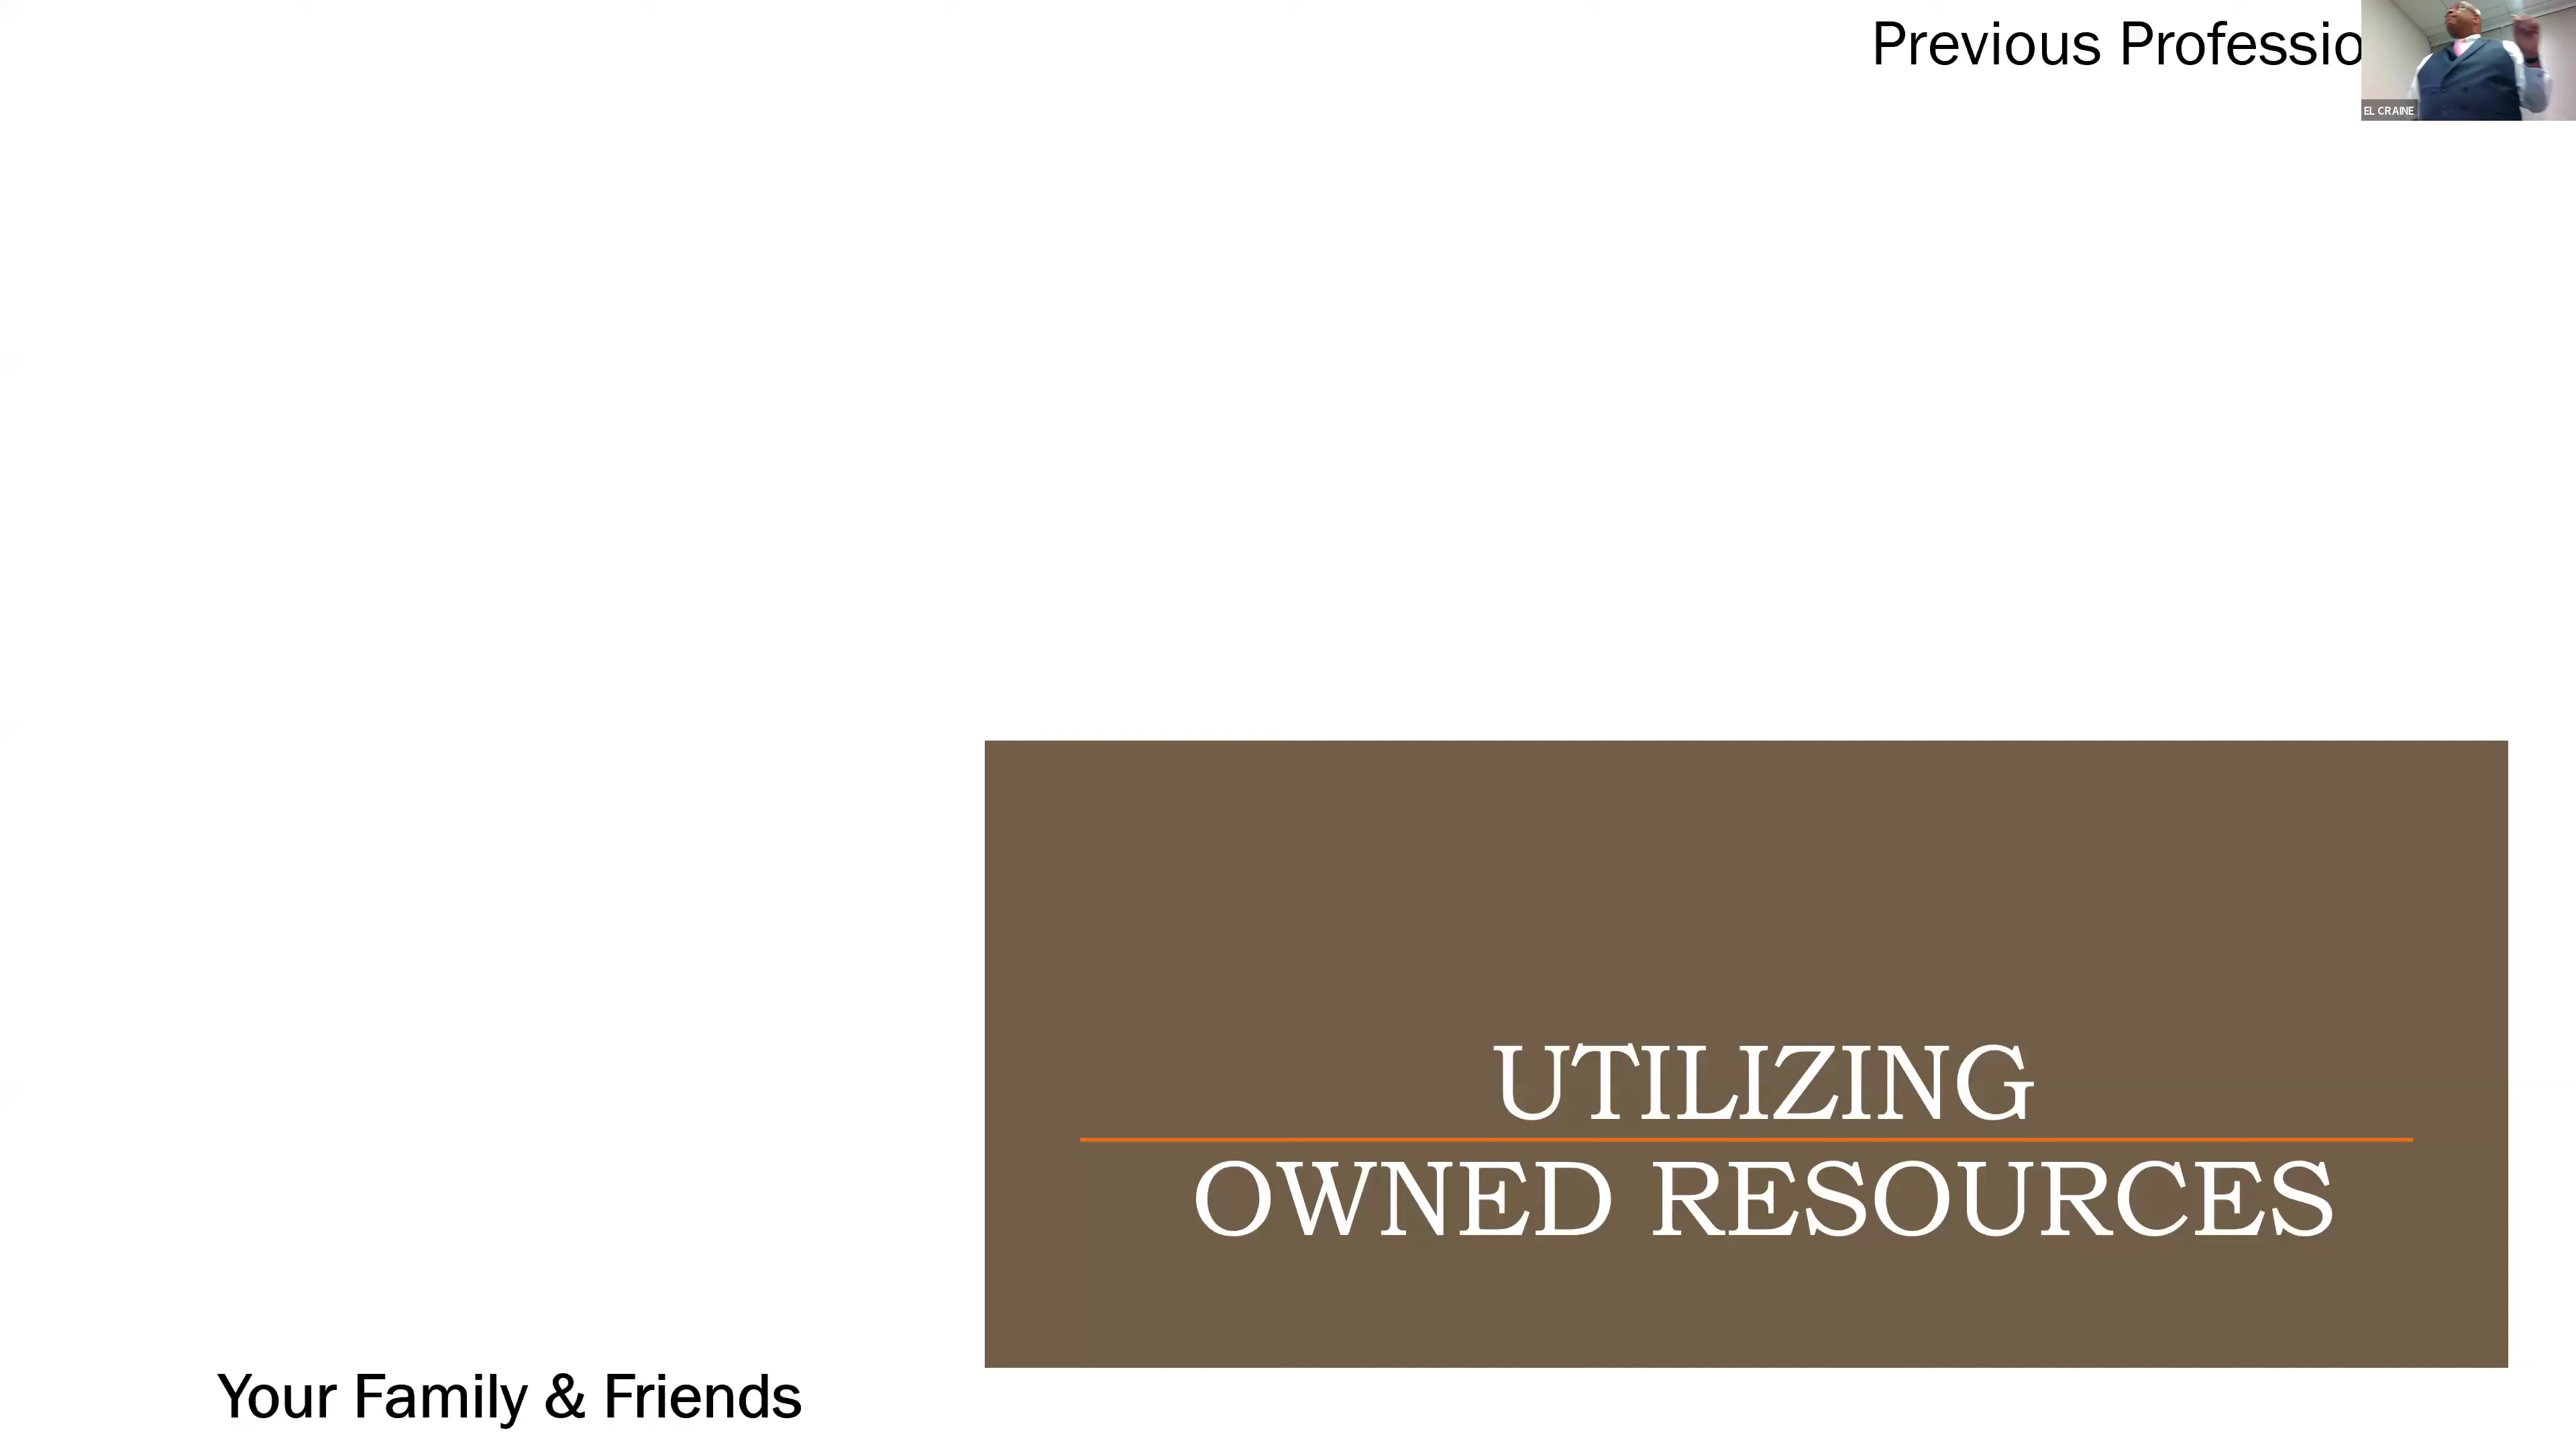 Previous Professio
EL CRAINE
UTILIZING
OWNED RESOURCES
Your Family & Friends